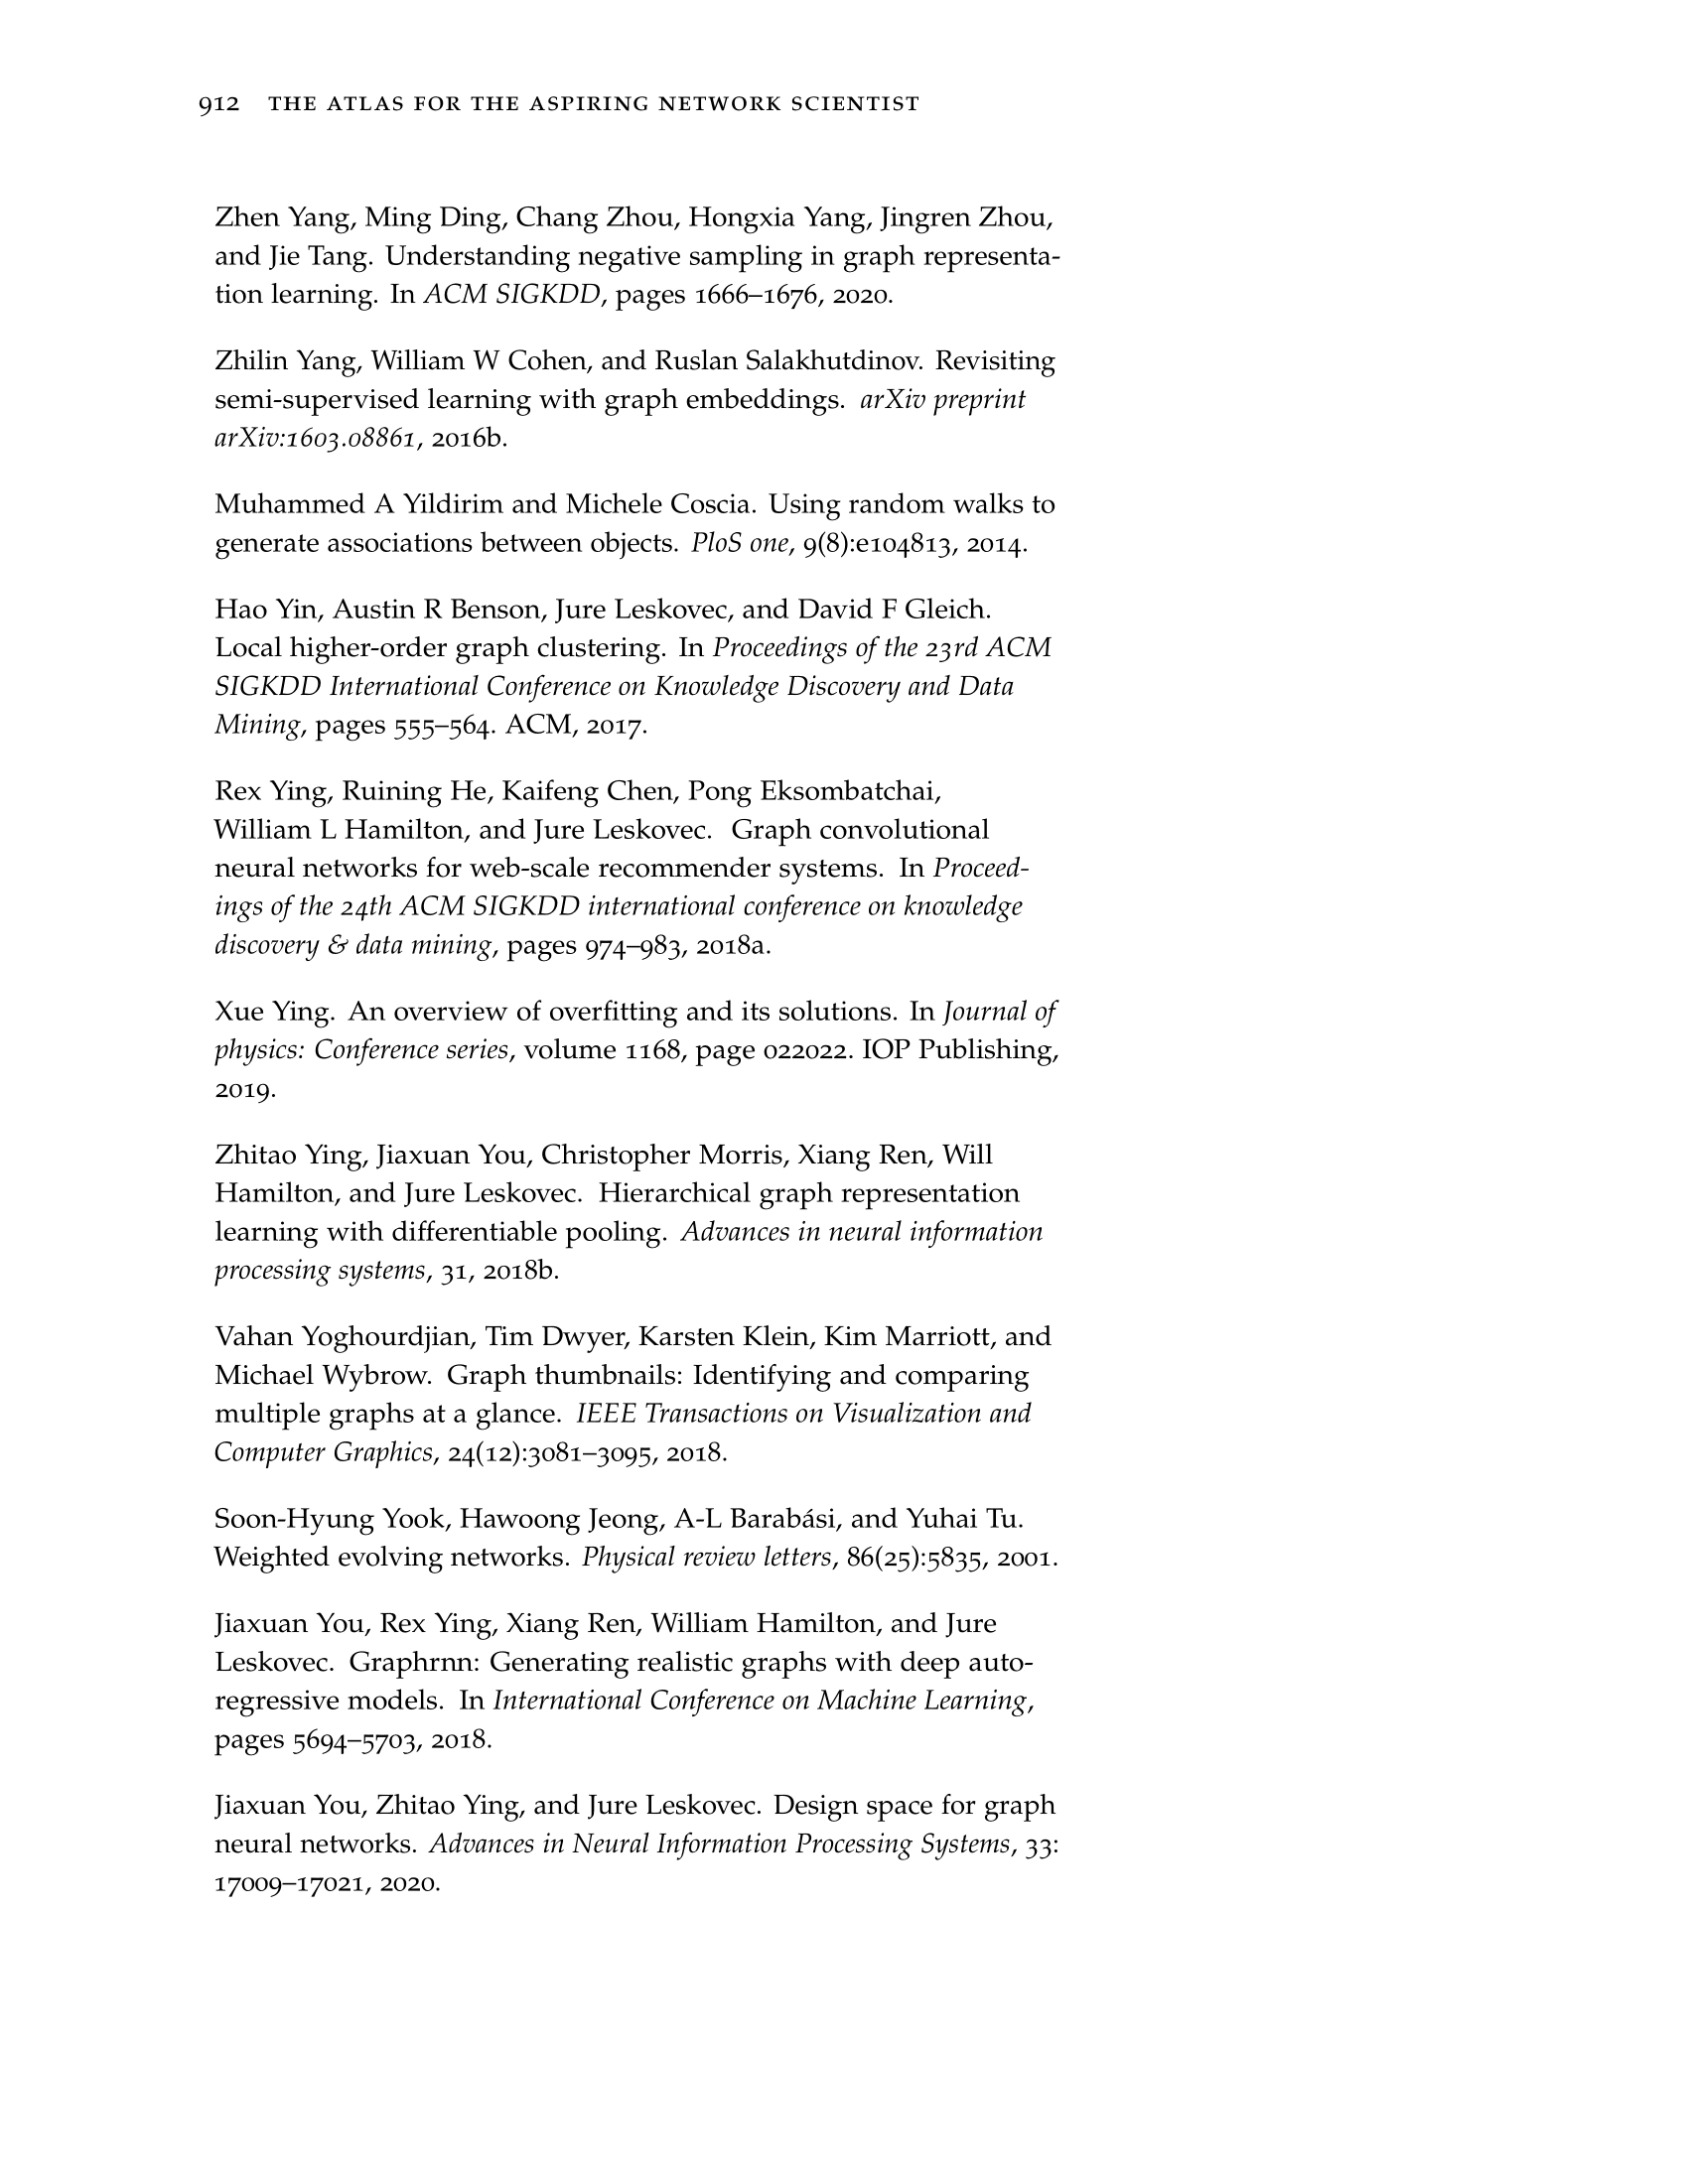 912 THE ATLAS FOR THE ASPIRING NETWORK SCIENTIST
Zhen Yang, Ming Ding, Chang Zhou, Hongxia Yang, Jingren Zhou,
and Jie Tang. Understanding negative sampling in graph representa-
tion learning. In ACM SIGKDD, pages 1666–1676, 2020.
Zhilin Yang, William W Cohen, and Ruslan Salakhutdinov. Revisiting
semi-supervised learning with graph embeddings. arXiv preprint
arXiv:1603.08861, 2016b.
Muhammed A Yildirim and Michele Coscia. Using random walks to
generate associations between objects. PloS one, 9(8):e104813, 2014.
Hao Yin, Austin R Benson, Jure Leskovec, and David F Gleich.
Local higher-order graph clustering. In Proceedings of the 23rd ACM
SIGKDD International Conference on Knowledge Discovery and Data
Mining, pages 555–564. ACM, 2017.
Rex Ying, Ruining He, Kaifeng Chen, Pong Eksombatchai,
William L Hamilton, and Jure Leskovec. Graph convolutional
neural networks for web-scale recommender systems. In Proceed-
ings of the 24th ACM SIGKDD international conference on knowledge
discovery & data mining, pages 974–983, 2018a.
Xue Ying. An overview of overfitting and its solutions. In Journal of
physics: Conference series, volume 1168, page 022022. IOP Publishing,
2019.
Zhitao Ying, Jiaxuan You, Christopher Morris, Xiang Ren, Will
Hamilton, and Jure Leskovec. Hierarchical graph representation
learning with differentiable pooling. Advances in neural information
processing systems, 31, 2018b.
Vahan Yoghourdjian, Tim Dwyer, Karsten Klein, Kim Marriott, and
Michael Wybrow. Graph thumbnails: Identifying and comparing
multiple graphs at a glance. IEEE Transactions on Visualization and
Computer Graphics, 24(12):3081–3095, 2018.
Soon-Hyung Yook, Hawoong Jeong, A-L Barabási, and Yuhai Tu.
Weighted evolving networks. Physical review letters, 86(25):5835, 2001.
Jiaxuan You, Rex Ying, Xiang Ren, William Hamilton, and Jure
Leskovec. Graphrnn: Generating realistic graphs with deep auto-
regressive models. In International Conference on Machine Learning,
pages 5694–5703, 2018.
Jiaxuan You, Zhitao Ying, and Jure Leskovec. Design space for graph
neural networks. Advances in Neural Information Processing Systems, 33:
17009–17021, 2020.